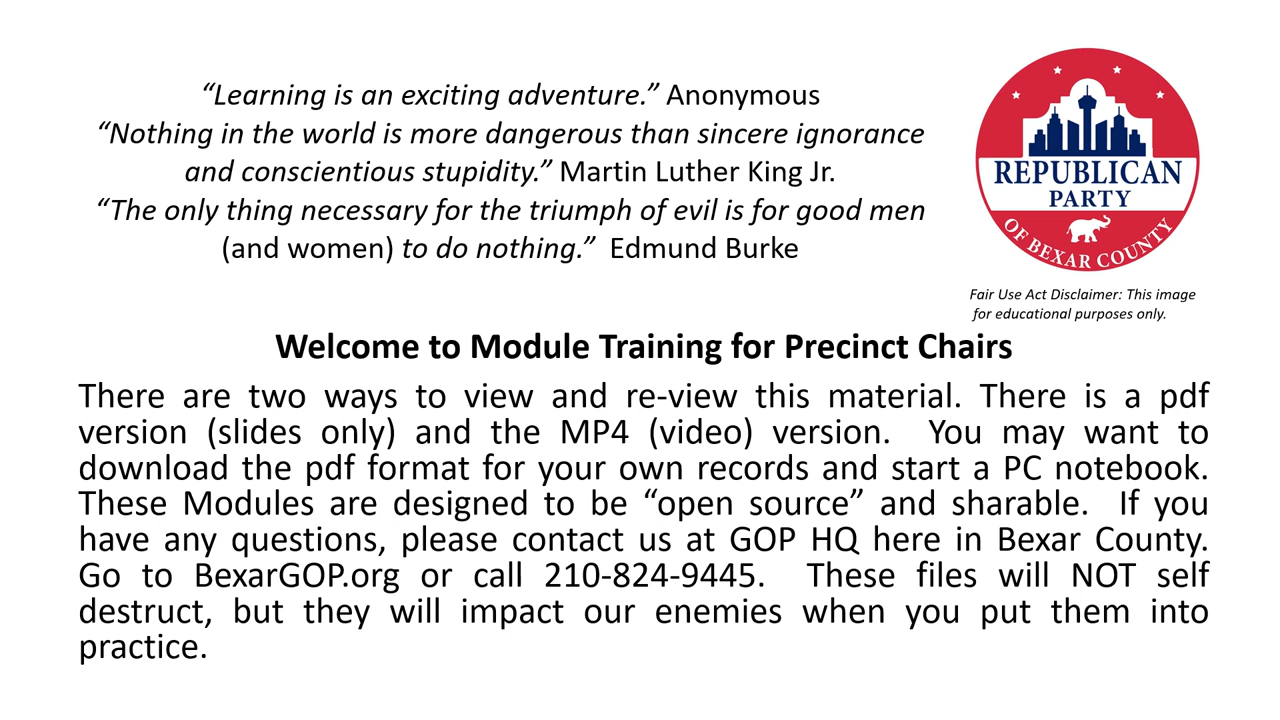 “Learning is an exciting adventure.” Anonymous
“Nothing in the world is more dangerous than sincere ignorance
and conscientious stupidity.” Martin Luther King Jr.
“The only thing necessary for the triumph of evil is for good men
(and women) to do nothing.”  Edmund Burke
REPUBLICAN
PARTY
OF BEXAR COUNTY
Fair Use Act Disclaimer: This image
for educational purposes only.
Welcome to Module Training for Precinct Chairs
There are two ways to view and re-view this material. There is a pdf
version (slides only) and the MP4 (video) version.  You may want to
download the pdf format for your own records and start a PC notebook.
These Modules are designed to be “open source” and sharable.  If you
have any questions, please contact us at GOP HQ here in Bexar County.
Go to BexarGOP.org or call 210-824-9445.  These files will NOT self
destruct, but they will impact our enemies when you put them into
practice.